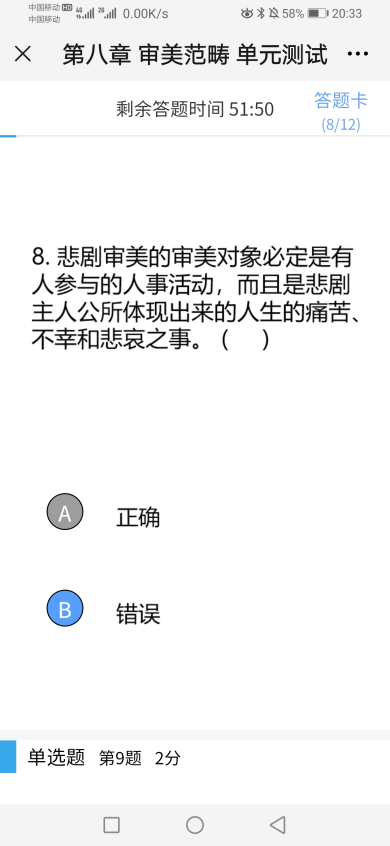 中国移动 HD 4G 2G 0.00K/s 58% 20:33
中国移动
第八章 审美范畴 单元测试
剩余答题时间 51:50
答题卡
(8/12)
8. 悲剧审美的审美对象必定是有
人参与的人事活动，而且是悲剧
主人公所体现出来的人生的痛苦、
不幸和悲哀之事。（ ）
A 正确
B 错误
单选题 第9题 2分